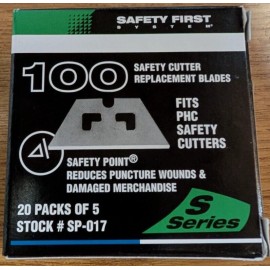 SAFETY FIRST
SYSTEM®
100 SAFETY CUTTER
REPLACEMENT BLADES
FITS
PHC
SAFETY
CUTTERS
SAFETY POINT®
REDUCES PUNCTURE WOUNDS &
DAMAGED MERCHANDISE
S
Series
20 PACKS OF 5
STOCK # SP-017